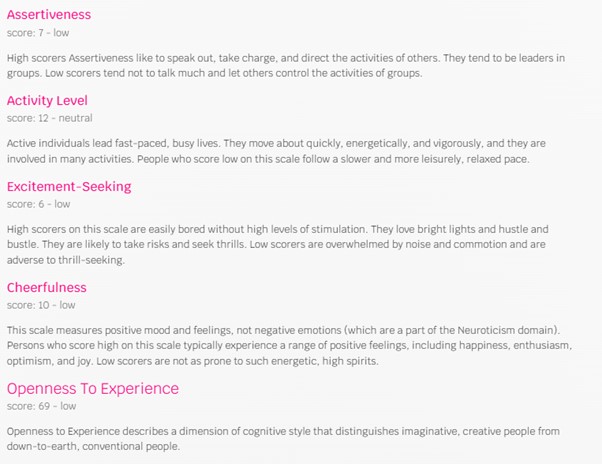 Assertiveness
score: 7 - low
High scorers Assertiveness like to speak out, take charge, and direct the activities of others. They tend to be leaders in
groups. Low scorers tend not to talk much and let others control the activities of groups.
Activity Level
score: 12 - neutral
Active individuals lead fast-paced, busy lives. They move about quickly, energetically, and vigorously, and they are
involved in many activities. People who score low on this scale follow a slower and more leisurely, relaxed pace.
Excitement-Seeking
score: 6 - low
High scorers on this scale are easily bored without high levels of stimulation. They love bright lights and hustle and
bustle. They are likely to take risks and seek thrills. Low scorers are overwhelmed by noise and commotion and are
adverse to thrill-seeking.
Cheerfulness
score: 10 - low
This scale measures positive mood and feelings, not negative emotions (which are a part of the Neuroticism domain).
Persons who score high on this scale typically experience a range of positive feelings, including happiness, enthusiasm,
optimism, and joy. Low scorers are not as prone to such energetic, high spirits.
Openness To Experience
score: 69 - low
Openness to Experience describes a dimension of cognitive style that distinguishes imaginative, creative people from
down-to-earth, conventional people.